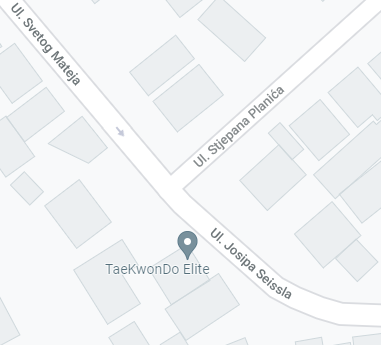 Ul. Svetog Mateja
Ul. Stjepana Planića
Ul. Josipa Seissla
TaeKwonDo Elite